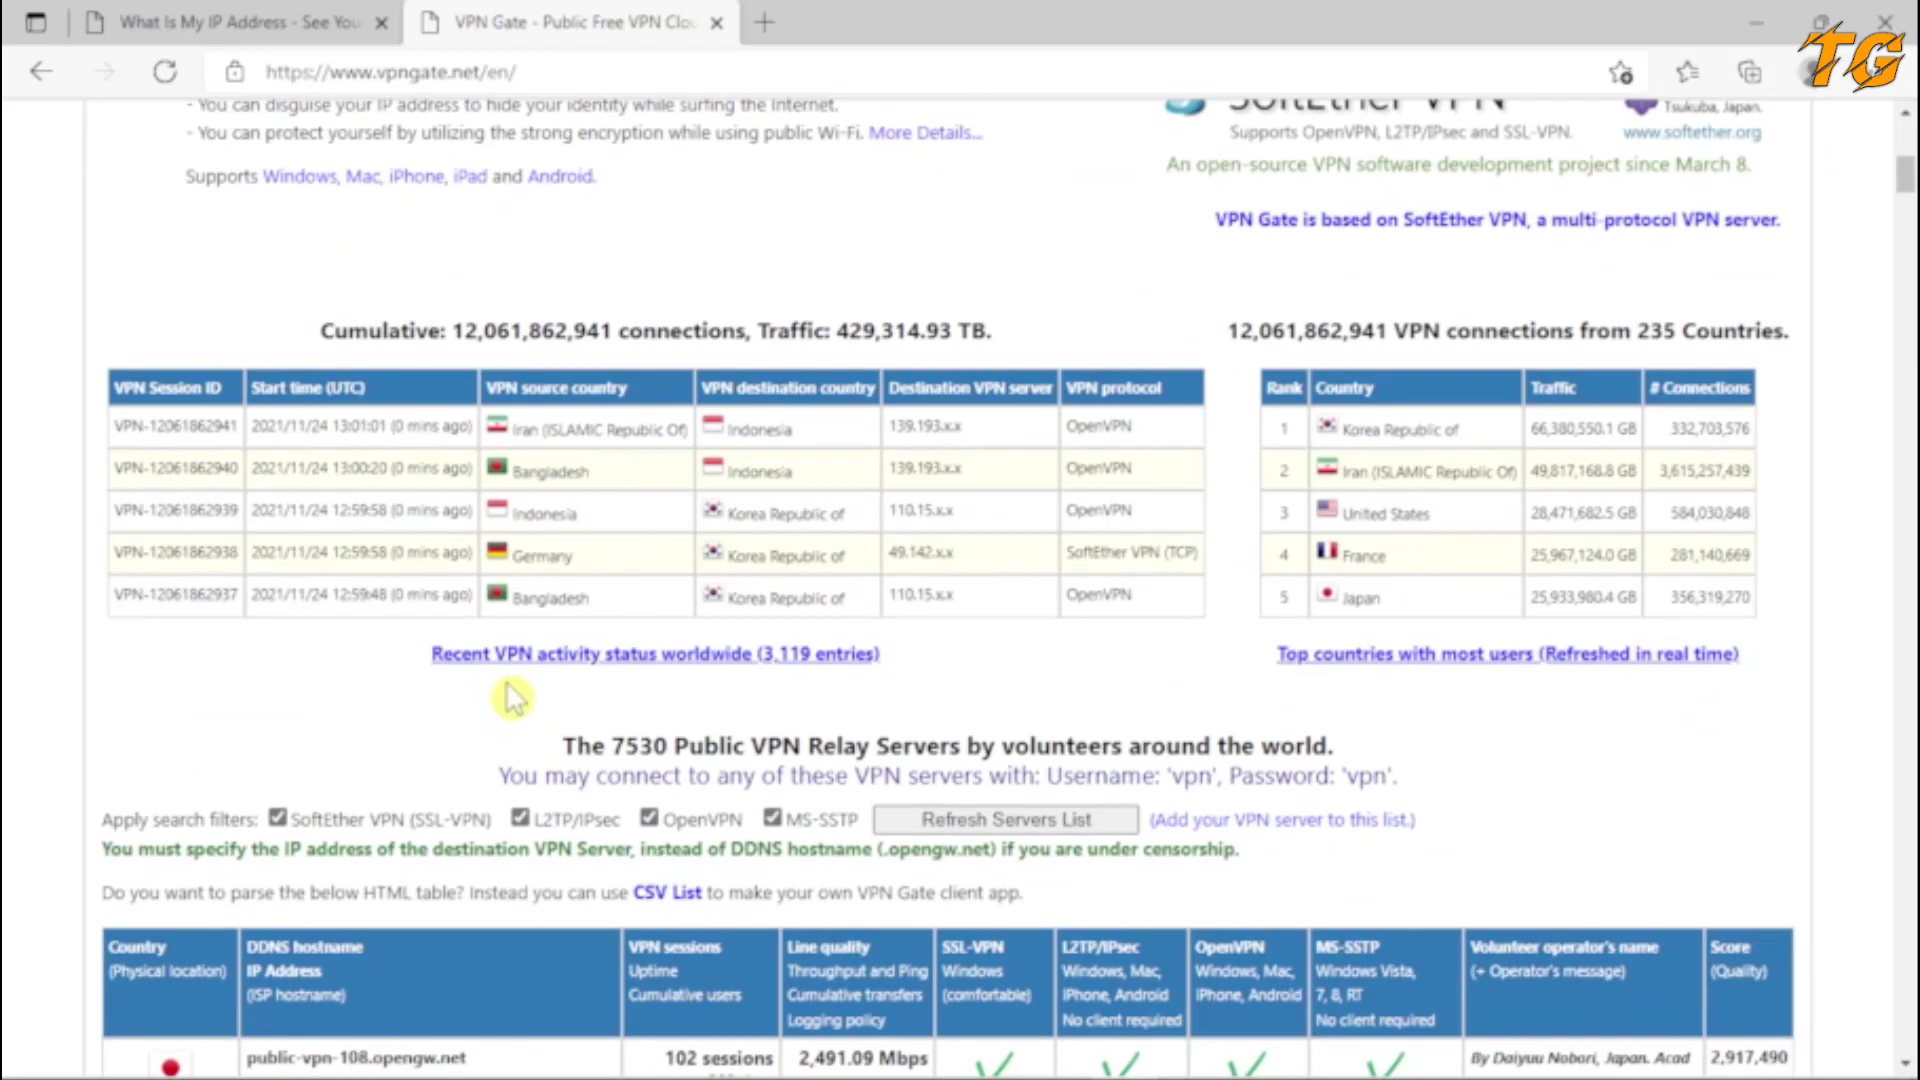 What Is My IP Address - See You
VPN Gate - Public Free VPN Clo
TG
https://www.vpngate.net/en/
- You can disguise your IP address to hide your identity while surfing the Internet.
- You can protect yourself by utilizing the strong encryption while using public Wi-Fi. More Details...
Supports Windows, Mac, iPhone, iPad and Android.
SoftEther VPN
Tsukuba, Japan.
Supports OpenVPN, L2TP/IPsec and SSL-VPN.
www.softether.org
An open-source VPN software development project since March 8.
VPN Gate is based on SoftEther VPN, a multi-protocol VPN server.
Cumulative: 12,061,862,941 connections, Traffic: 429,314.93 TB.
VPN Session ID Start time (UTC) VPN source country VPN destination country Destination VPN server VPN protocol
VPN-12061862941 2021/11/24 13:01:01 (0 mins ago) Iran (ISLAMIC Republic Of) Indonesia 139.193.x.x OpenVPN
VPN-12061862940 2021/11/24 13:00:20 (0 mins ago) Bangladesh Indonesia 139.193.x.x OpenVPN
VPN-12061862939 2021/11/24 12:59:58 (0 mins ago) Indonesia Korea Republic of 110.15.x.x OpenVPN
VPN-12061862938 2021/11/24 12:59:58 (0 mins ago) Germany Korea Republic of 49.142.x.x SoftEther VPN (TCP)
VPN-12061862937 2021/11/24 12:59:48 (0 mins ago) Bangladesh Korea Republic of 110.15.x.x OpenVPN
Recent VPN activity status worldwide (3,119 entries)
12,061,862,941 VPN connections from 235 Countries.
Rank Country Traffic # Connections
1 Korea Republic of 66,380,550.1 GB 332,703,576
2 Iran (ISLAMIC Republic Of) 49,817,168.8 GB 3,615,257,439
3 United States 28,471,682.5 GB 584,030,848
4 France 25,967,124.0 GB 281,140,669
5 Japan 25,933,980.4 GB 356,319,270
Top countries with most users (Refreshed in real time)
The 7530 Public VPN Relay Servers by volunteers around the world.
You may connect to any of these VPN servers with: Username: 'vpn', Password: 'vpn'.
Apply search filters: SoftEther VPN (SSL-VPN) L2TP/IPsec OpenVPN MS-SSTP Refresh Servers List (Add your VPN server to this list.)
You must specify the IP address of the destination VPN Server, instead of DDNS hostname (.opengw.net) if you are under censorship.
Do you want to parse the below HTML table? Instead you can use CSV List to make your own VPN Gate client app.
Country DDNS hostname VPN sessions Line quality SSL-VPN L2TP/IPsec OpenVPN MS-SSTP Volunteer operator's name Score
(Physical location) IP Address Uptime Throughput and Ping Windows Windows, Mac, Windows, Mac, Windows Vista, (+ Operator's message) (Quality)
(ISP hostname) Cumulative users Cumulative transfers (comfortable) iPhone, Android iPhone, Android 7, 8, RT
Logging policy No client required No client required
public-vpn-108.opengw.net 102 sessions 2,491.09 Mbps By Daiyuu Nobori, Japan. Acad 2,917,490